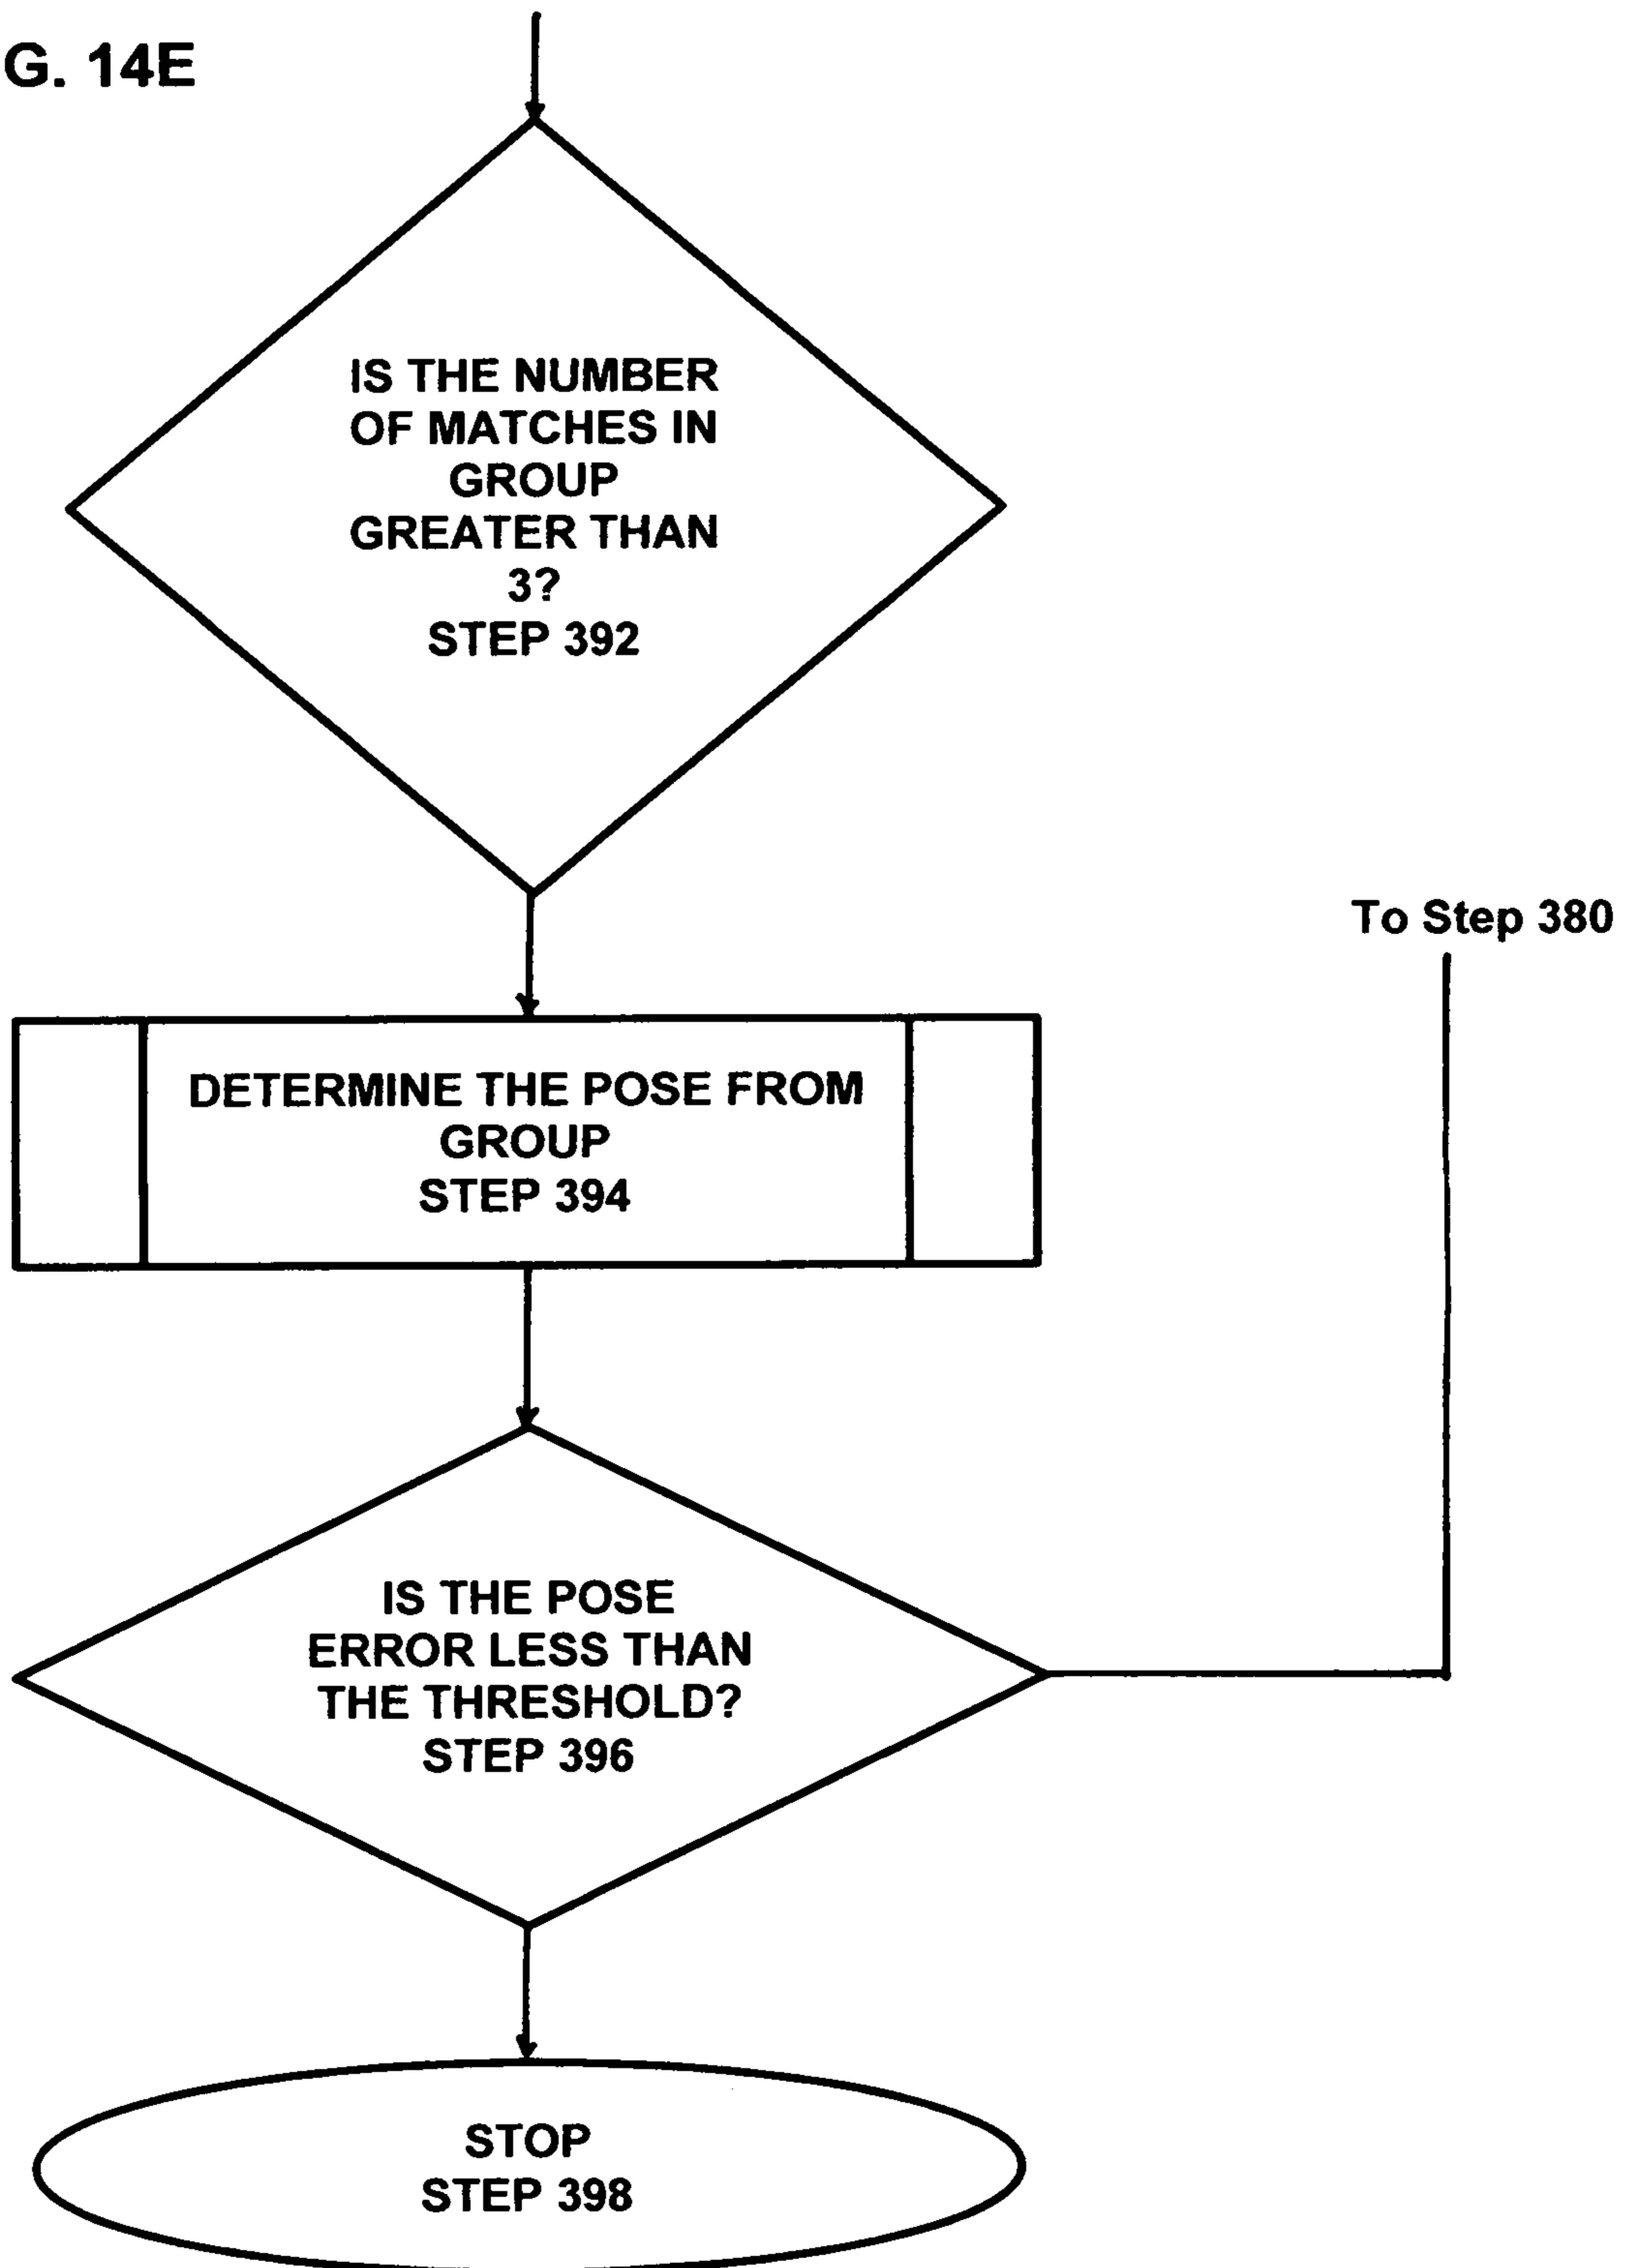 G. 14E
IS THE NUMBER
OF MATCHES IN
GROUP
GREATER THAN
3?
STEP 392
To Step 380
DETERMINE THE POSE FROM
GROUP
STEP 394
IS THE POSE
ERROR LESS THAN
THE THRESHOLD?
STEP 396
STOP
STEP 398